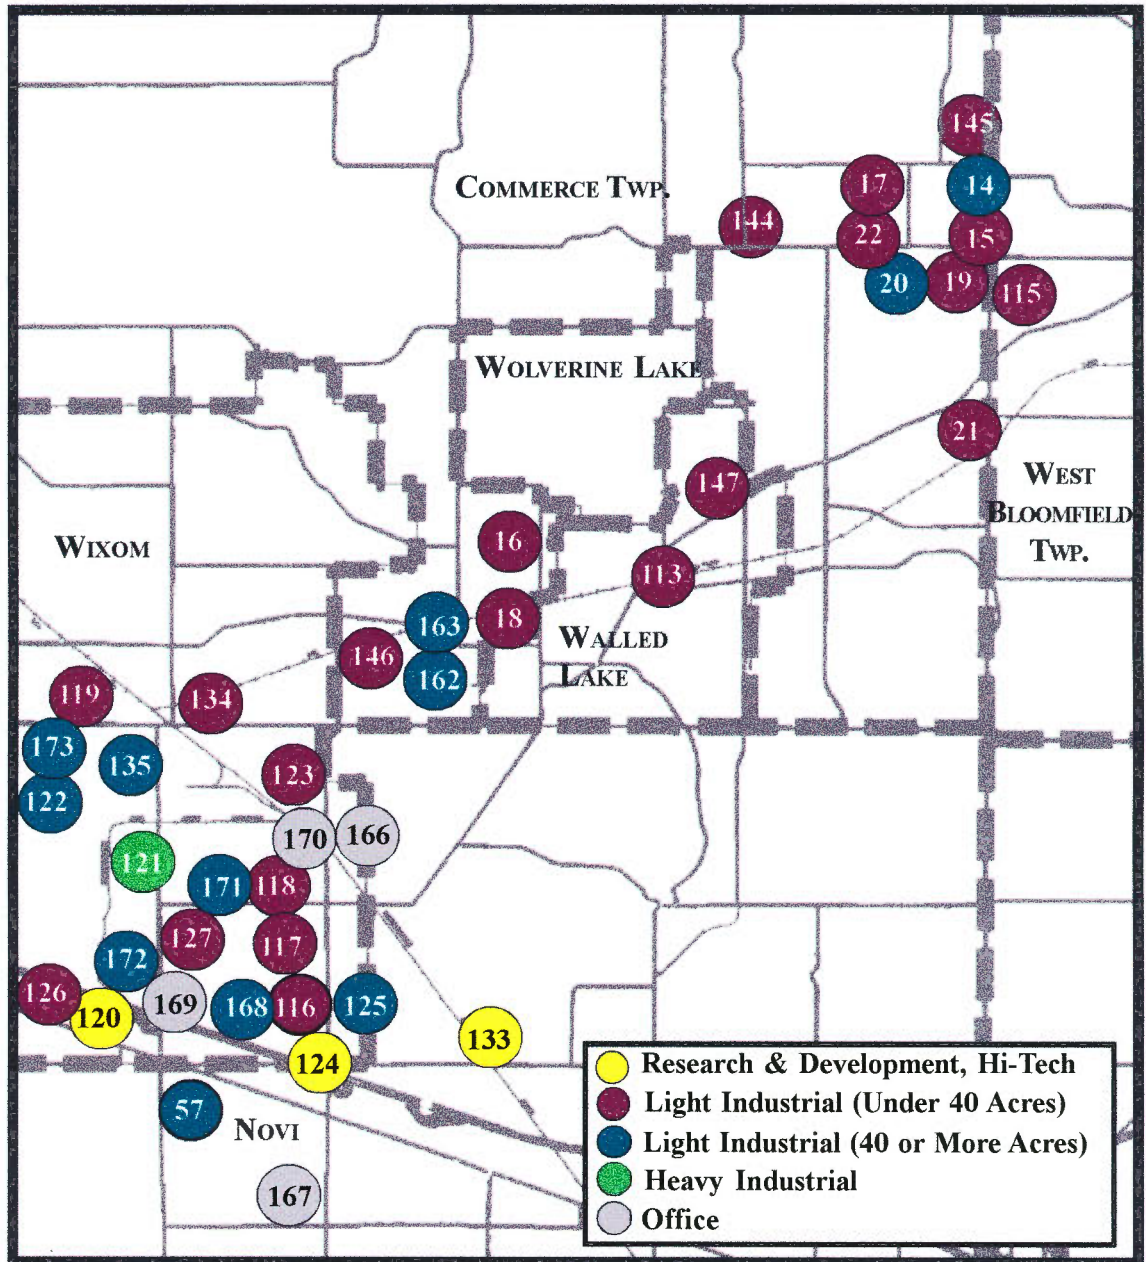 145
COMMERCE TWP.
17
14
144
22
15
20
19
115
WOLVERINE LAKE
21
147
WEST
BLOOMFIELD
TWP.
16
WIXOM
113
163
18
WALLED
LAKE
146
162
119
134
173
135
123
122
170
166
121
171
118
127
117
172
126
120
169
168
116
125
133
124
57
NOVI
167
Research & Development, Hi-Tech
Light Industrial (Under 40 Acres)
Light Industrial (40 or More Acres)
Heavy Industrial
Office